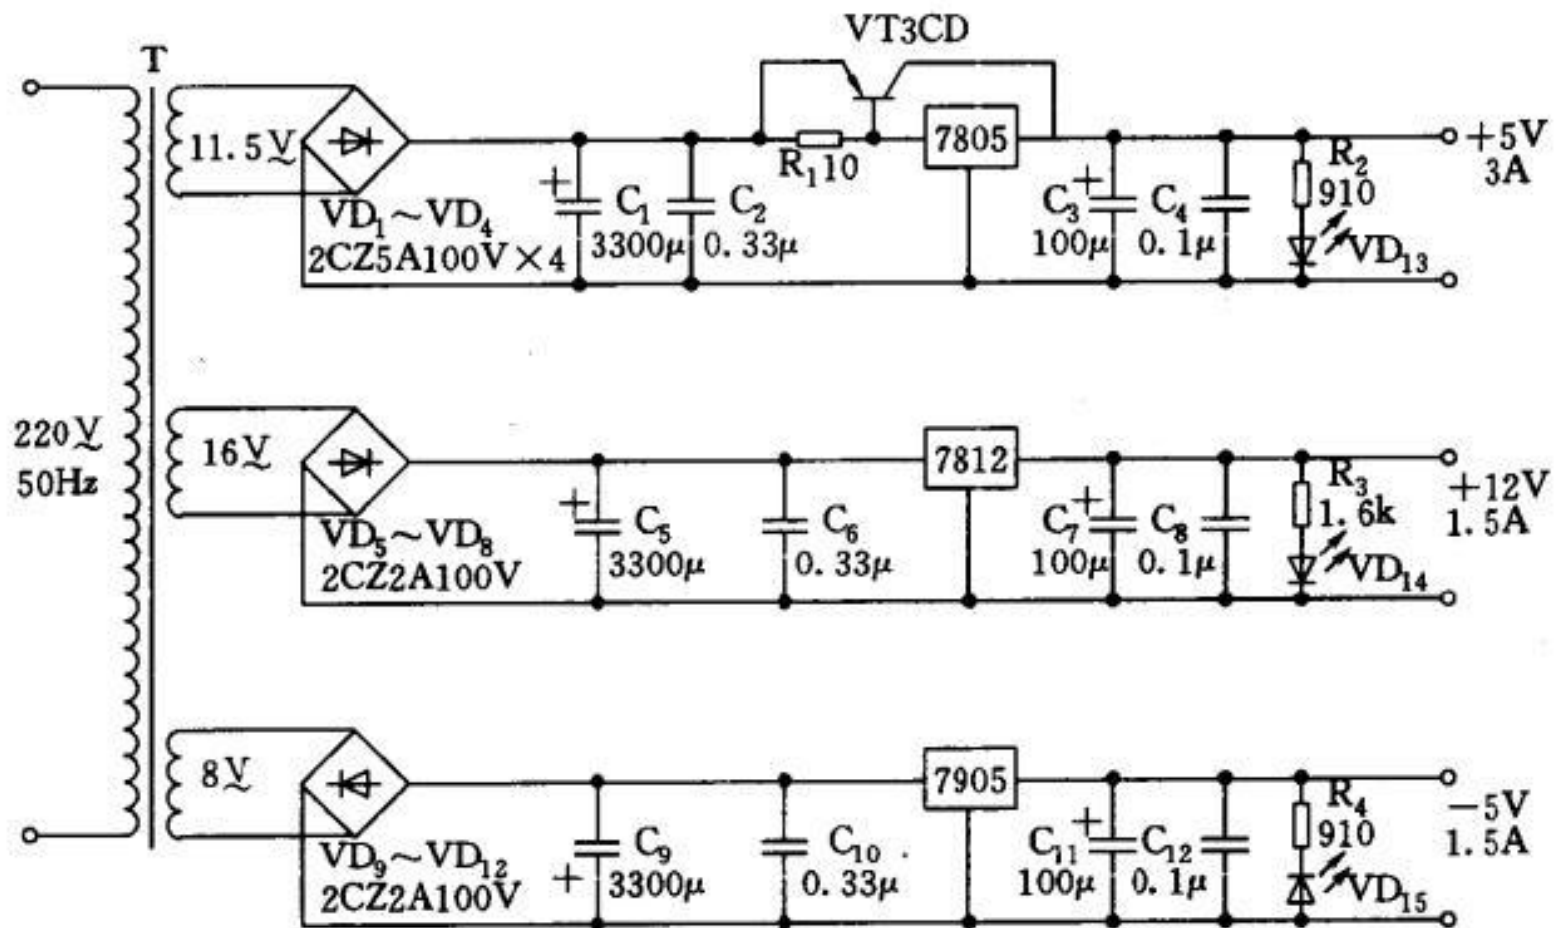 VT3CD
T
11.5V
7805
+5V
3A
R₁10
R₂
910
VD₁～VD₄
2CZ5A100V×4
+
C₁
3300μ
C₂
0.33μ
+
C₃
100μ
C₄
0.1μ
VD₁₃
220V
50Hz
16V
7812
+12V
1.5A
R₃
1.6k
VD₅～VD₈
2CZ2A100V
+
C₅
3300μ
C₆
0.33μ
+
C₇
100μ
C₈
0.1μ
VD₁₄
8V
7905
−5V
1.5A
R₄
910
VD₉～VD₁₂
2CZ2A100V
+
C₉
3300μ
C₁₀
0.33μ
+
C₁₁
100μ
C₁₂
0.1μ
VD₁₅